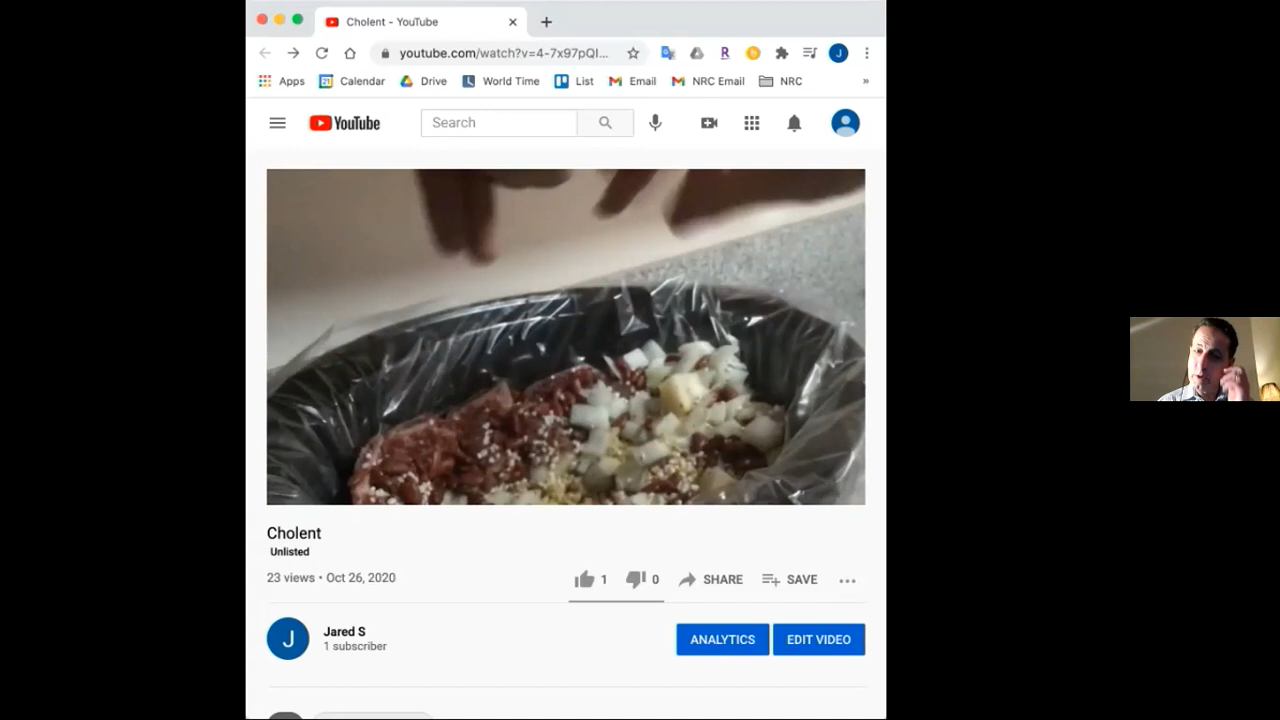 Cholent - YouTube
youtube.com/watch?v=4-7x97pQI...
J
Apps Calendar Drive World Time List Email NRC Email NRC »
YouTube
Search
Cholent
Unlisted
23 views • Oct 26, 2020
1 0 SHARE SAVE ...
J
Jared S
1 subscriber
ANALYTICS EDIT VIDEO